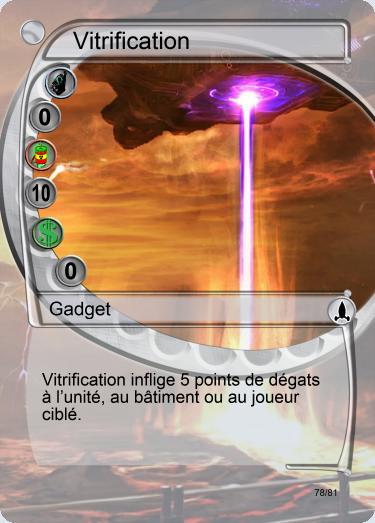 Vitrification
0
10
$
0
Gadget
Vitrification inflige 5 points de dégats
à l'unité, au bâtiment ou au joueur
ciblé.
78/81